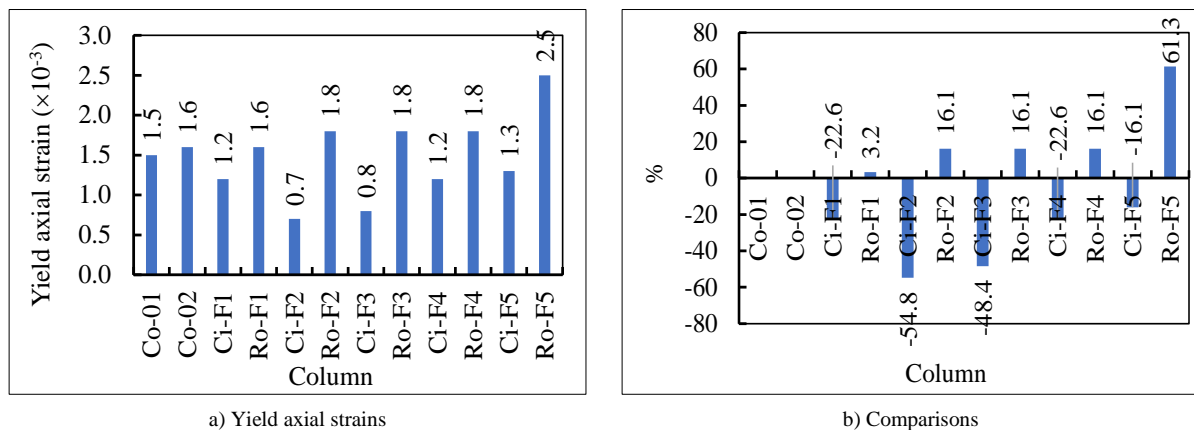 3.0
2.5
2.0
1.5
1.0
0.5
0.0
Yield axial strain (×10-3)
1.5
1.6
1.2
1.6
0.7
1.8
0.8
1.8
1.2
1.8
1.3
2.5
Co-01
Co-02
Ci-F1
Ro-F1
Ci-F2
Ro-F2
Ci-F3
Ro-F3
Ci-F4
Ro-F4
Ci-F5
Ro-F5
Column
a) Yield axial strains
80
60
40
20
0
-20
-40
-60
-80
%
-22.6
3.2
-54.8
16.1
-48.4
16.1
-22.6
16.1
-16.1
61.3
Co-01
Co-02
Ci-F1
Ro-F1
Ci-F2
Ro-F2
Ci-F3
Ro-F3
Ci-F4
Ro-F4
Ci-F5
Ro-F5
Column
b) Comparisons